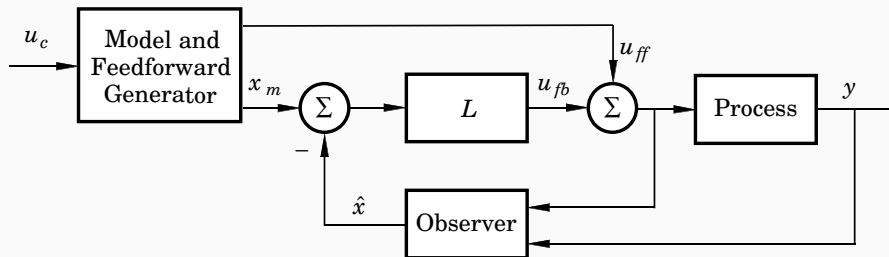 u_c
Model and
Feedforward
Generator
x_m
Σ
−
L
u_fb
u_ff
Σ
Process
y
x̂
Observer